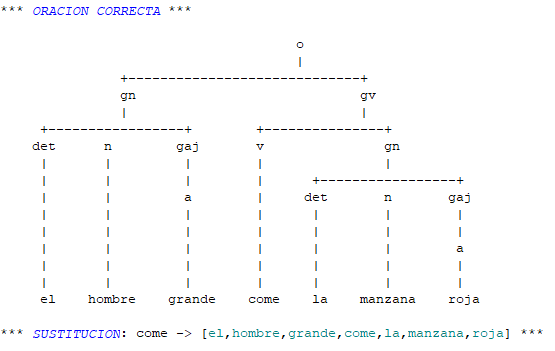 *** ORACION CORRECTA ***
o
gn gv
det n gaj v gn
a det n gaj
a
el hombre grande come la manzana roja
*** SUSTITUCION: come -> [el,hombre,grande,come,la,manzana,roja] ***